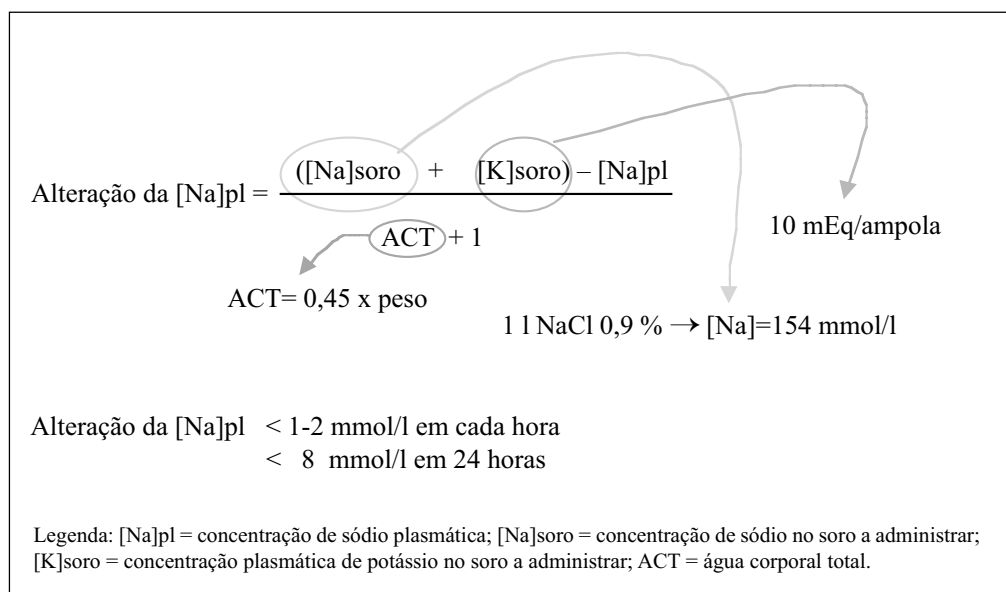 ([Na]soro + [K]soro) – [Na]pl
Alteração da [Na]pl =
ACT + 1
10 mEq/ampola
ACT= 0,45 x peso
1 l NaCl 0,9 % → [Na]=154 mmol/l
Alteração da [Na]pl < 1-2 mmol/l em cada hora
< 8 mmol/l em 24 horas
Legenda: [Na]pl = concentração de sódio plasmática; [Na]soro = concentração de sódio no soro a administrar;
[K]soro = concentração plasmática de potássio no soro a administrar; ACT = água corporal total.